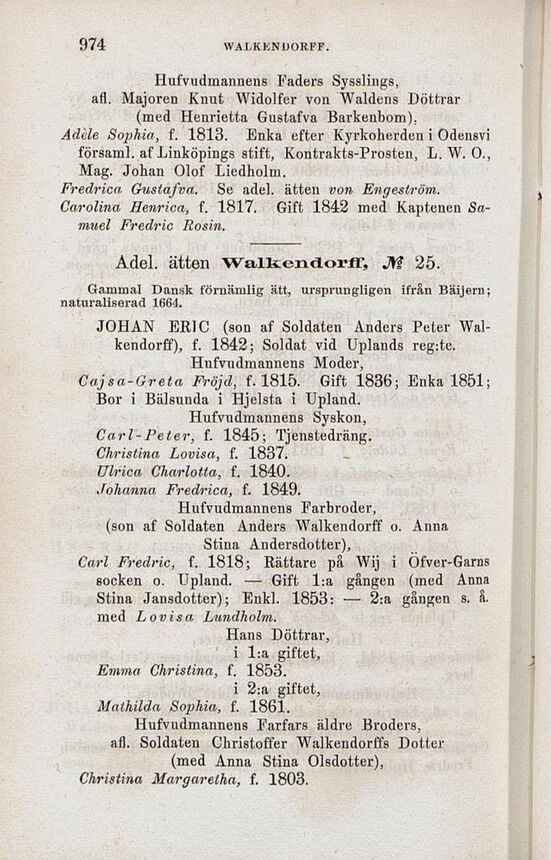 974
WALKENDORFF.
Hufvudmannens Faders Sysslings,
afl. Majoren Knut Widolfer von Waldens Döttrar
(med Henrietta Gustafva Barkenbom),
Adèle Sophia, f. 1813. Enka efter Kyrkoherden i Odensvi
församl. af Linköpings stift, Kontrakts-Prosten, L. W. O.,
Mag. Johan Olof Liedholm.
Fredrica Gustafva. Se adel. ätten von Engeström.
Carolina Henrica, f. 1817. Gift 1842 med Kaptenen Sa-
muel Fredric Rosin.
Adel. ätten Walkendorff, № 25.
Gammal Dansk förnämlig ätt, ursprungligen ifrån Bäijern;
naturaliserad 1664.
JOHAN ERIC (son af Soldaten Anders Peter Wal-
kendorff), f. 1842; Soldat vid Uplands reg:te.
Hufvudmannens Moder,
Cajsa-Greta Fröjd, f. 1815. Gift 1836; Enka 1851;
Bor i Bälsunda i Hjelsta i Upland.
Hufvudmannens Syskon,
Carl-Peter, f. 1845; Tjenstedräng.
Christina Lovisa, f. 1837.
Ulrica Charlotta, f. 1840.
Johanna Fredrica, f. 1849.
Hufvudmannens Farbroder,
(son af Soldaten Anders Walkendorff o. Anna
Stina Andersdotter),
Carl Fredric, f. 1818; Rättare på Wij i Öfver-Garns
socken o. Upland. — Gift 1:a gången (med Anna
Stina Jansdotter); Enkl. 1853: — 2:a gången s. å.
med Lovisa Lundholm.
Hans Döttrar,
i 1:a giftet,
Emma Christina, f. 1853.
i 2:a giftet,
Mathilda Sophia, f. 1861.
Hufvudmannens Farfars äldre Broders,
afl. Soldaten Christoffer Walkendorffs Dotter
(med Anna Stina Olsdotter),
Christina Margaretha, f. 1803.